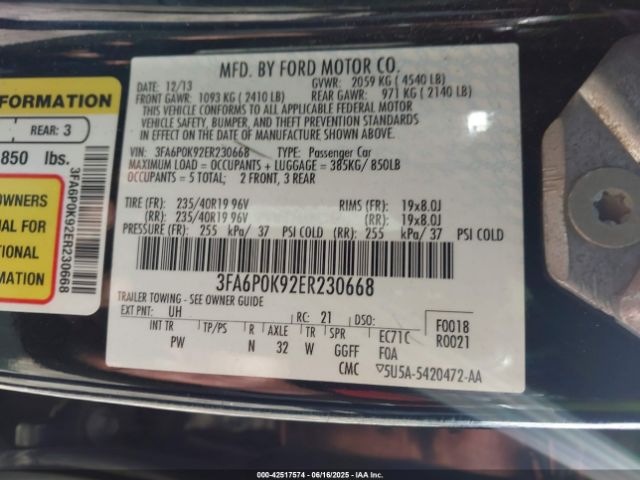 FORMATION
REAR: 3
850 lbs.
OWNERS
UAL FOR
TIONAL
ATION
3FA6P0K92ER230668
MFD. BY FORD MOTOR CO.
DATE: 12/13 GVWR: 2059 KG ( 4540 LB)
FRONT GAWR: 1093 KG ( 2410 LB) REAR GAWR: 971 KG ( 2140 LB)
THIS VEHICLE CONFORMS TO ALL APPLICABLE FEDERAL MOTOR
VEHICLE SAFETY, BUMPER, AND THEFT PREVENTION STANDARDS
IN EFFECT ON THE DATE OF MANUFACTURE SHOWN ABOVE.
VIN: 3FA6P0K92ER230668 TYPE: Passenger Car
MAXIMUM LOAD = OCCUPANTS + LUGGAGE = 385KG/ 850LB
OCCUPANTS = 5 TOTAL; 2 FRONT, 3 REAR
TIRE (FR): 235/40R19 96V RIMS (FR): 19x8.0J
(RR): 235/40R19 96V (RR): 19x8.0J
PRESSURE (FR): 255 kPa/ 37 PSI COLD (RR): 255 kPa/ 37 PSI COLD
3FA6P0K92ER230668
TRAILER TOWING - SEE OWNER GUIDE
EXT PNT: UH RC: 21 DSO:
INT TR TP/PS R AXLE TR SPR EC71C F0018
PW N 32 W GGFF FOA R0021
CMC 5U5A-5420472-AA
000-42517574 | 06/16/2025 | IAA Inc.